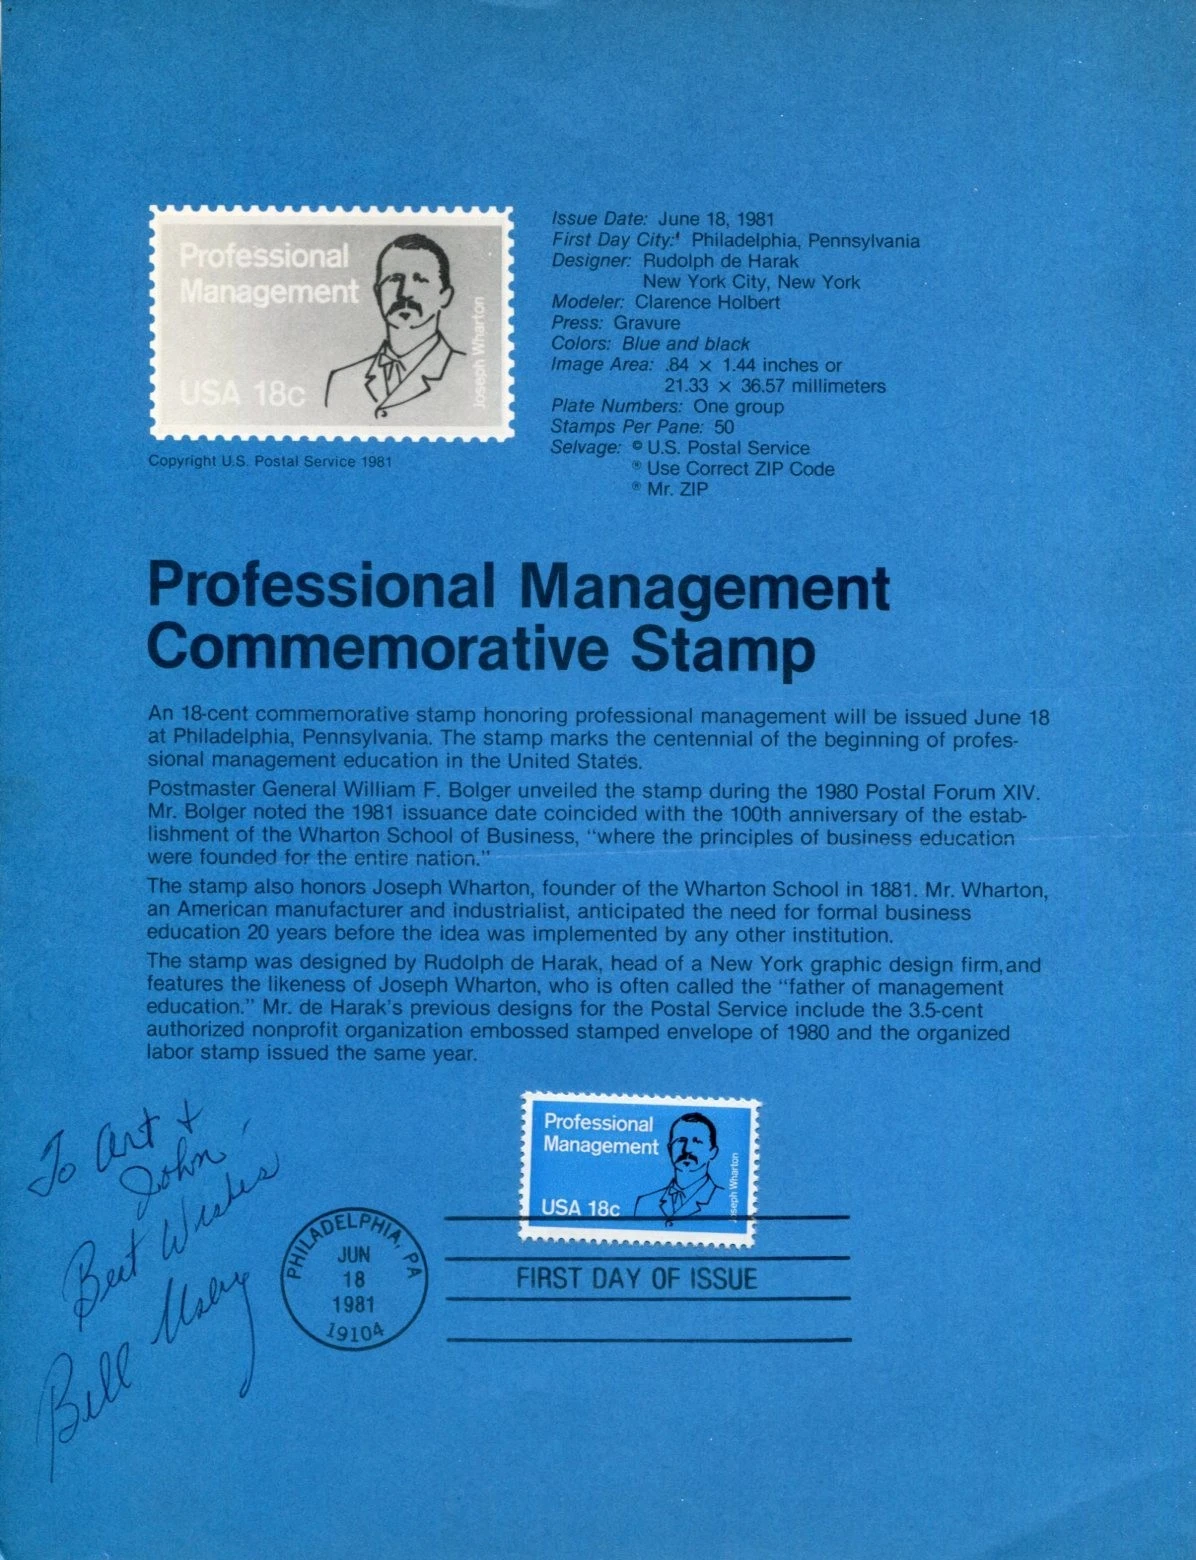 Professional
Management
Joseph Wharton
USA 18c
Copyright U.S. Postal Service 1981
Issue Date: June 18, 1981
First Day City: Philadelphia, Pennsylvania
Designer: Rudolph de Harak
New York City, New York
Modeler: Clarence Holbert
Press: Gravure
Colors: Blue and black
Image Area: .84 × 1.44 inches or
21.33 × 36.57 millimeters
Plate Numbers: One group
Stamps Per Pane: 50
Selvage: © U.S. Postal Service
® Use Correct ZIP Code
® Mr. ZIP
Professional Management
Commemorative Stamp
An 18-cent commemorative stamp honoring professional management will be issued June 18
at Philadelphia, Pennsylvania. The stamp marks the centennial of the beginning of profes-
sional management education in the United States.
Postmaster General William F. Bolger unveiled the stamp during the 1980 Postal Forum XIV.
Mr. Bolger noted the 1981 issuance date coincided with the 100th anniversary of the estab-
lishment of the Wharton School of Business, "where the principles of business education
were founded for the entire nation."
The stamp also honors Joseph Wharton, founder of the Wharton School in 1881. Mr. Wharton,
an American manufacturer and industrialist, anticipated the need for formal business
education 20 years before the idea was implemented by any other institution.
The stamp was designed by Rudolph de Harak, head of a New York graphic design firm, and
features the likeness of Joseph Wharton, who is often called the "father of management
education." Mr. de Harak's previous designs for the Postal Service include the 3.5-cent
authorized nonprofit organization embossed stamped envelope of 1980 and the organized
labor stamp issued the same year.
To Art +
John,
Best Wishes
Bill
Professional
Management
Joseph Wharton
USA 18c
PHILADELPHIA, PA
JUN
18
1981
19104
FIRST DAY OF ISSUE